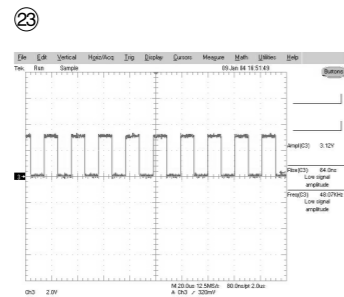 23
File Edit Vertical Horiz/Acq Trig Display Cursors Measure Math Utilities Help
Tek Run Sample 09 Jan 04 18:51:49
Buttons
Ampl(C3) 3.12V
Rise(C3) 84.0ns
Low signal
amplitude
Freq(C3) 48.07KHz
Low signal
amplitude
Ch3 2.0V
M 20.0us 12.5MS/s 80.0ns/pt 2.0us
A Ch3 320mV